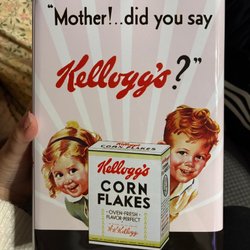 "Mother!..did you say
Kellogg's?"
Kellogg's
CORN
FLAKES
OVEN-FRESH
FLAVOR-PERFECT
W.K. Kellogg